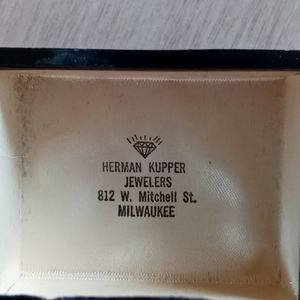 HERMAN KUPPER
JEWELERS
812 W. Mitchell St.
MILWAUKEE